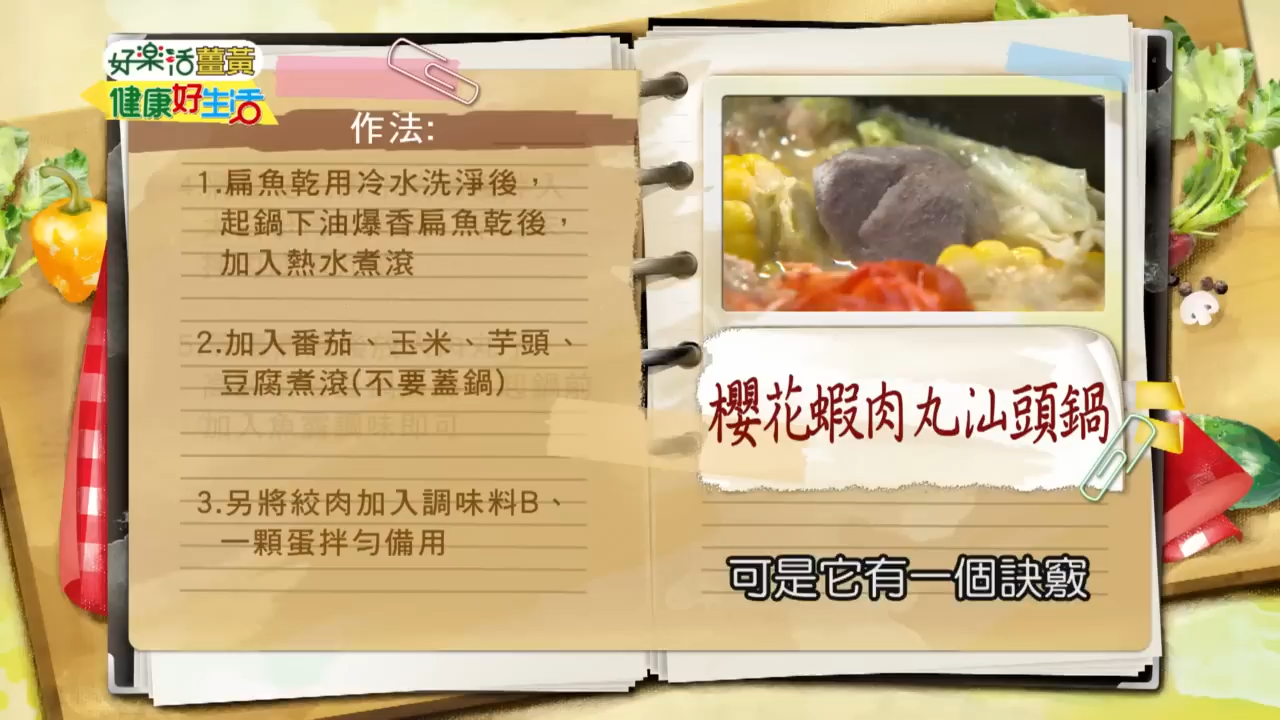 好樂活薑黃
健康好生活
作法:
1.扁魚乾用冷水洗淨後，
起鍋下油爆香扁魚乾後，
加入熱水煮滾
2.加入番茄、玉米、芋頭、
豆腐煮滾(不要蓋鍋)
3.另將絞肉加入調味料B、
一顆蛋拌勻備用
櫻花蝦肉丸汕頭鍋
可是它有一個訣竅